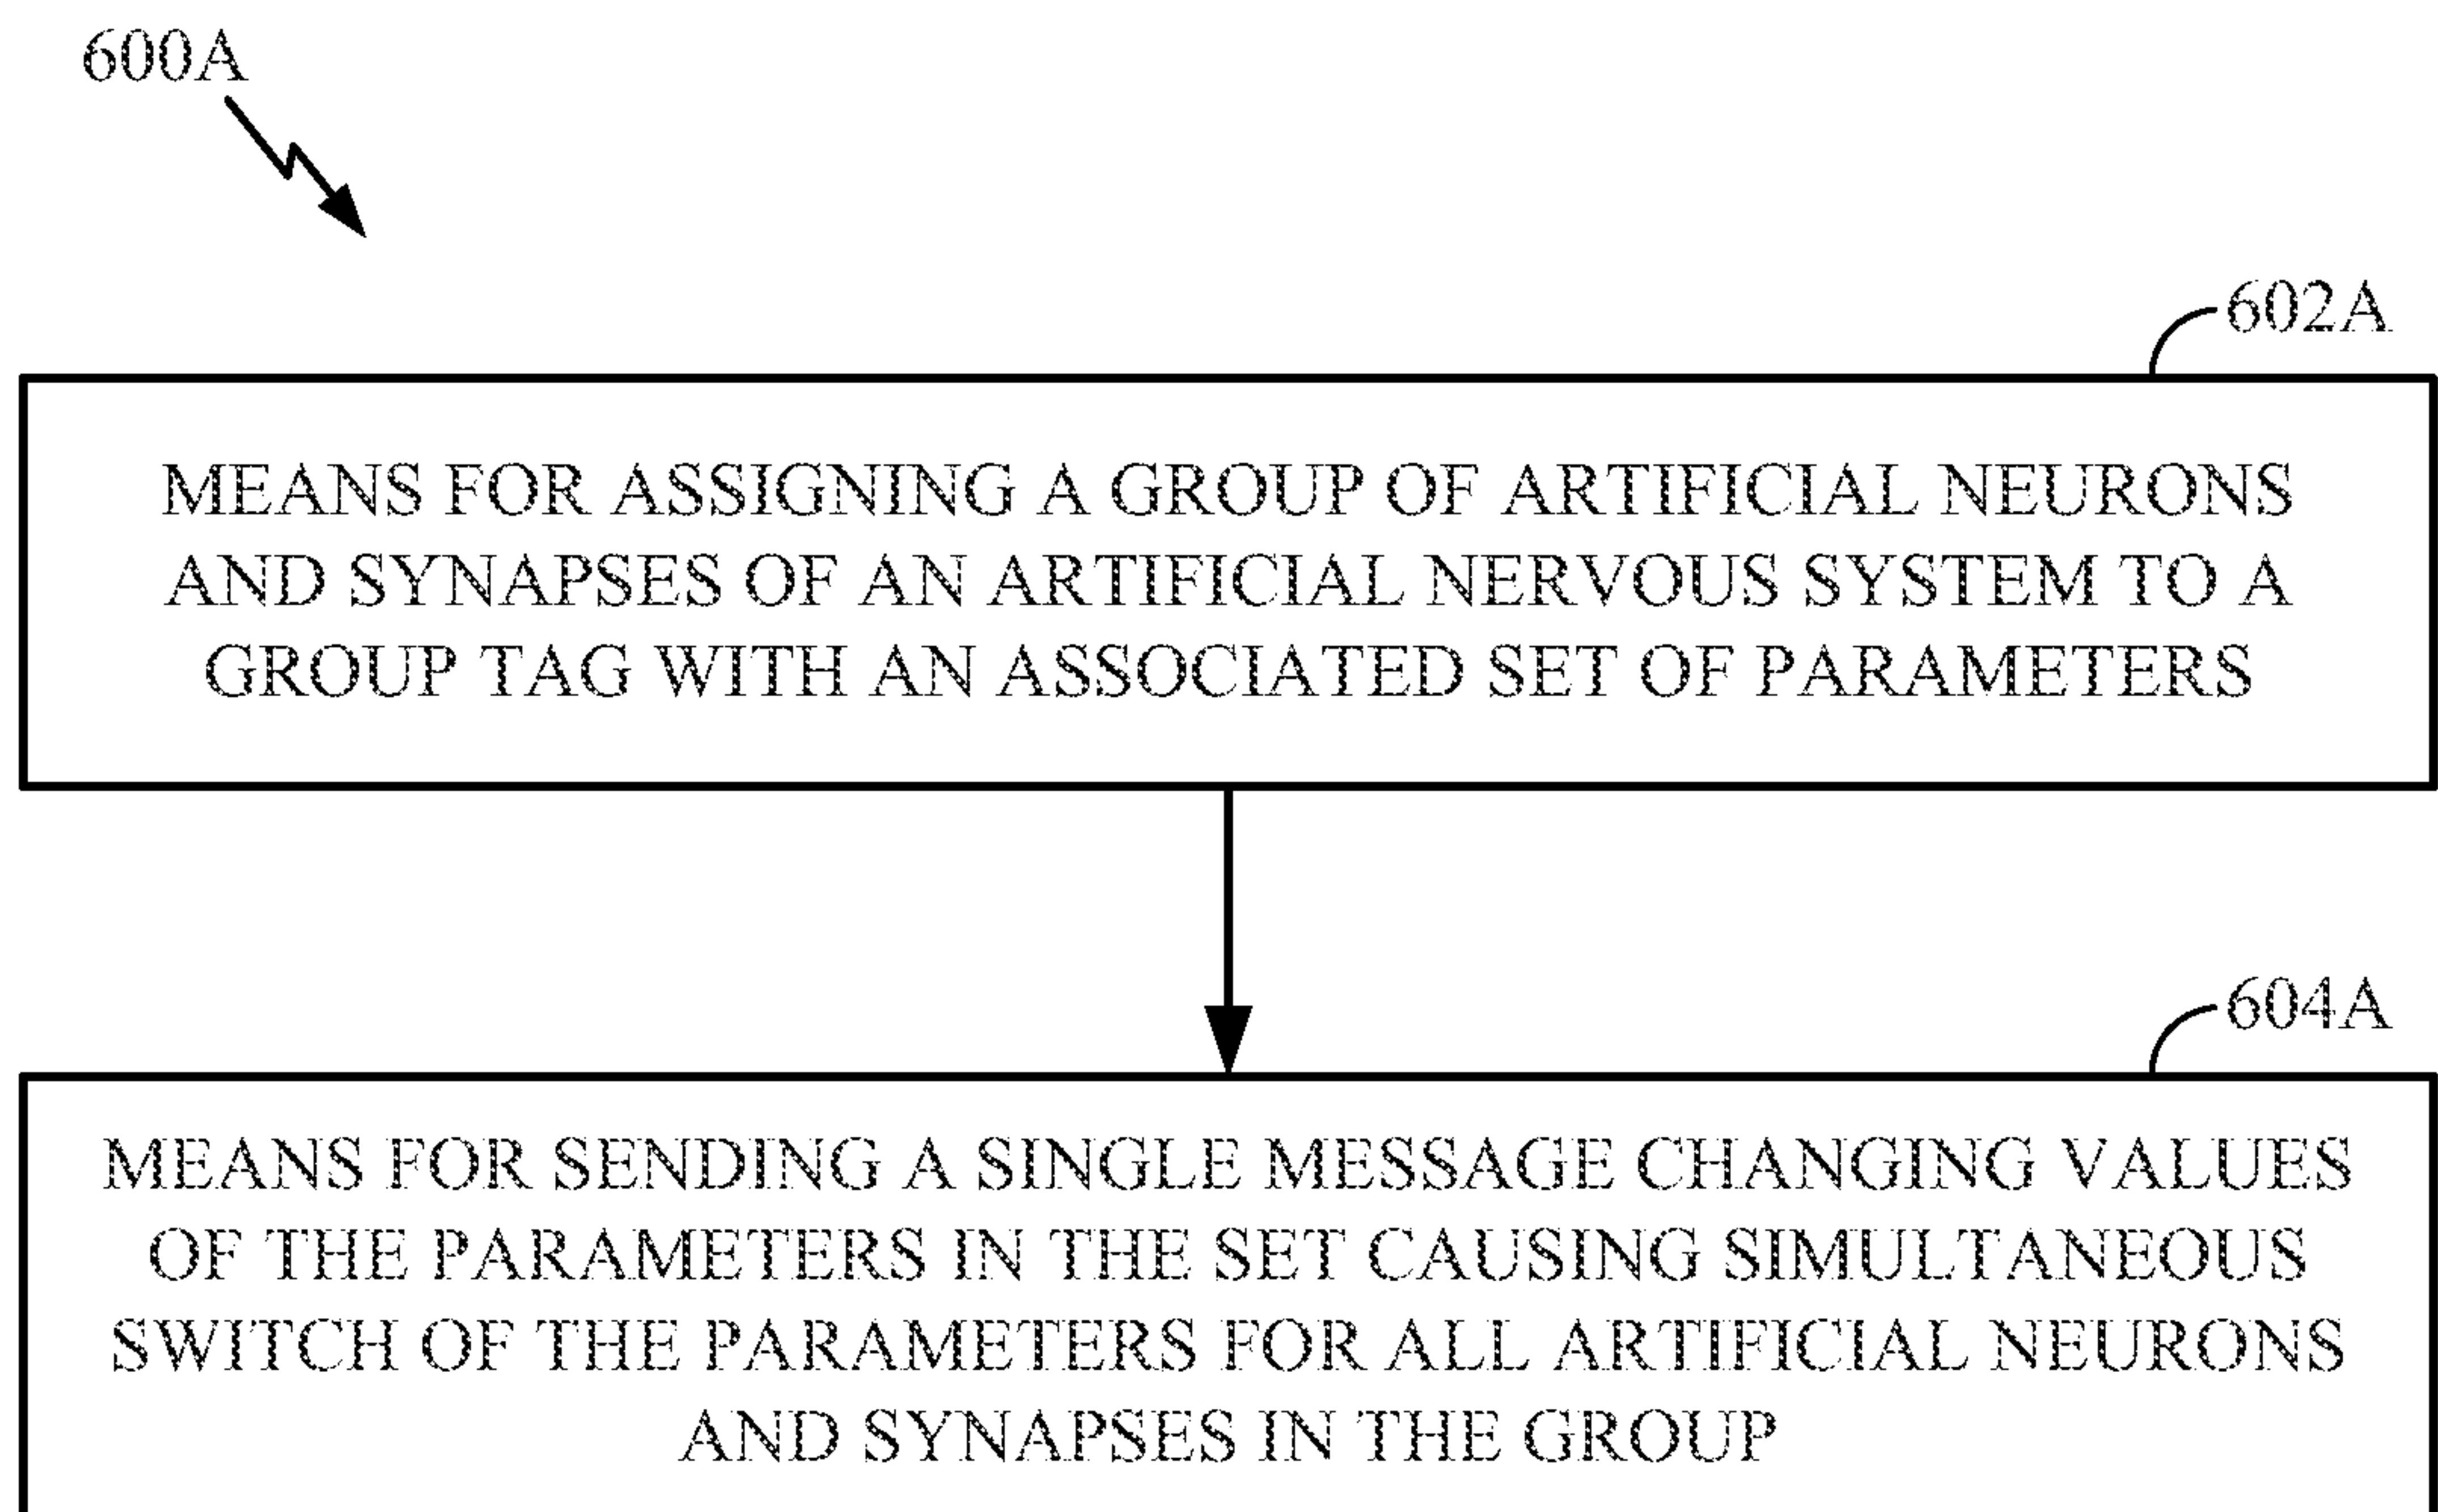 600A
602A
MEANS FOR ASSIGNING A GROUP OF ARTIFICIAL NEURONS
AND SYNAPSES OF AN ARTIFICIAL NERVOUS SYSTEM TO A
GROUP TAG WITH AN ASSOCIATED SET OF PARAMETERS
604A
MEANS FOR SENDING A SINGLE MESSAGE CHANGING VALUES
OF THE PARAMETERS IN THE SET CAUSING SIMULTANEOUS
SWITCH OF THE PARAMETERS FOR ALL ARTIFICIAL NEURONS
AND SYNAPSES IN THE GROUP